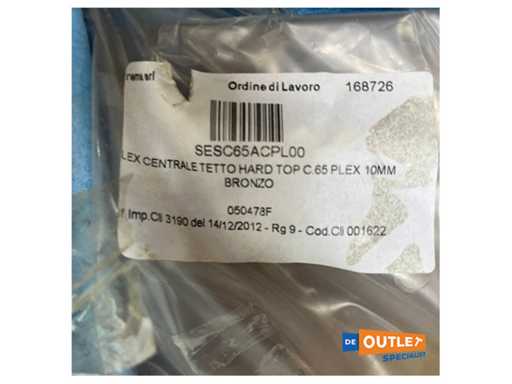 Ordine di Lavoro 168726
SESC65ACPL00
LEX CENTRALE TETTO HARD TOP C.65 PLEX 10MM
BRONZO
050478F
Imp.Cli 3190 del 14/12/2012 - Rg 9 - Cod.Cli 001622
DE OUTLET
SPECIALIST